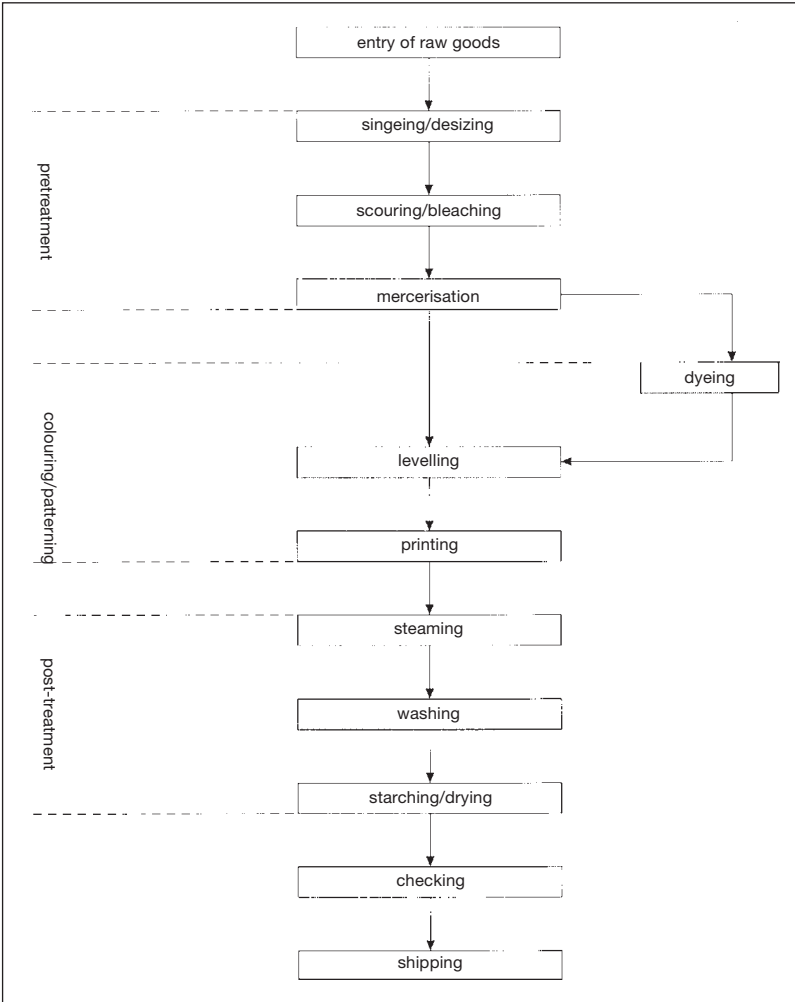 entry of raw goods
singeing/desizing
pretreatment
scouring/bleaching
mercerisation
dyeing
colouring/patterning
levelling
printing
steaming
post-treatment
washing
starching/drying
checking
shipping